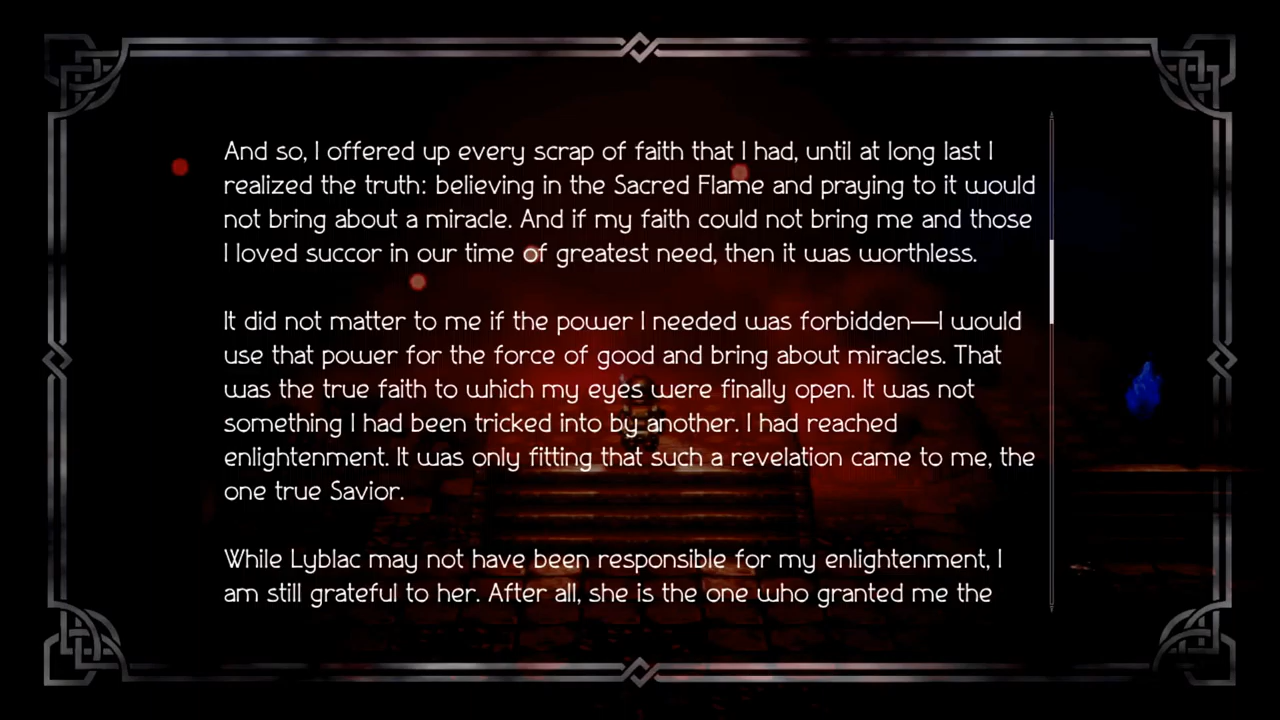 And so, I offered up every scrap of faith that I had, until at long last I
realized the truth: believing in the Sacred Flame and praying to it would
not bring about a miracle. And if my faith could not bring me and those
I loved succor in our time of greatest need, then it was worthless.
It did not matter to me if the power I needed was forbidden—I would
use that power for the force of good and bring about miracles. That
was the true faith to which my eyes were finally open. It was not
something I had been tricked into by another. I had reached
enlightenment. It was only fitting that such a revelation came to me, the
one true Savior.
While Lyblac may not have been responsible for my enlightenment, I
am still grateful to her. After all, she is the one who granted me the